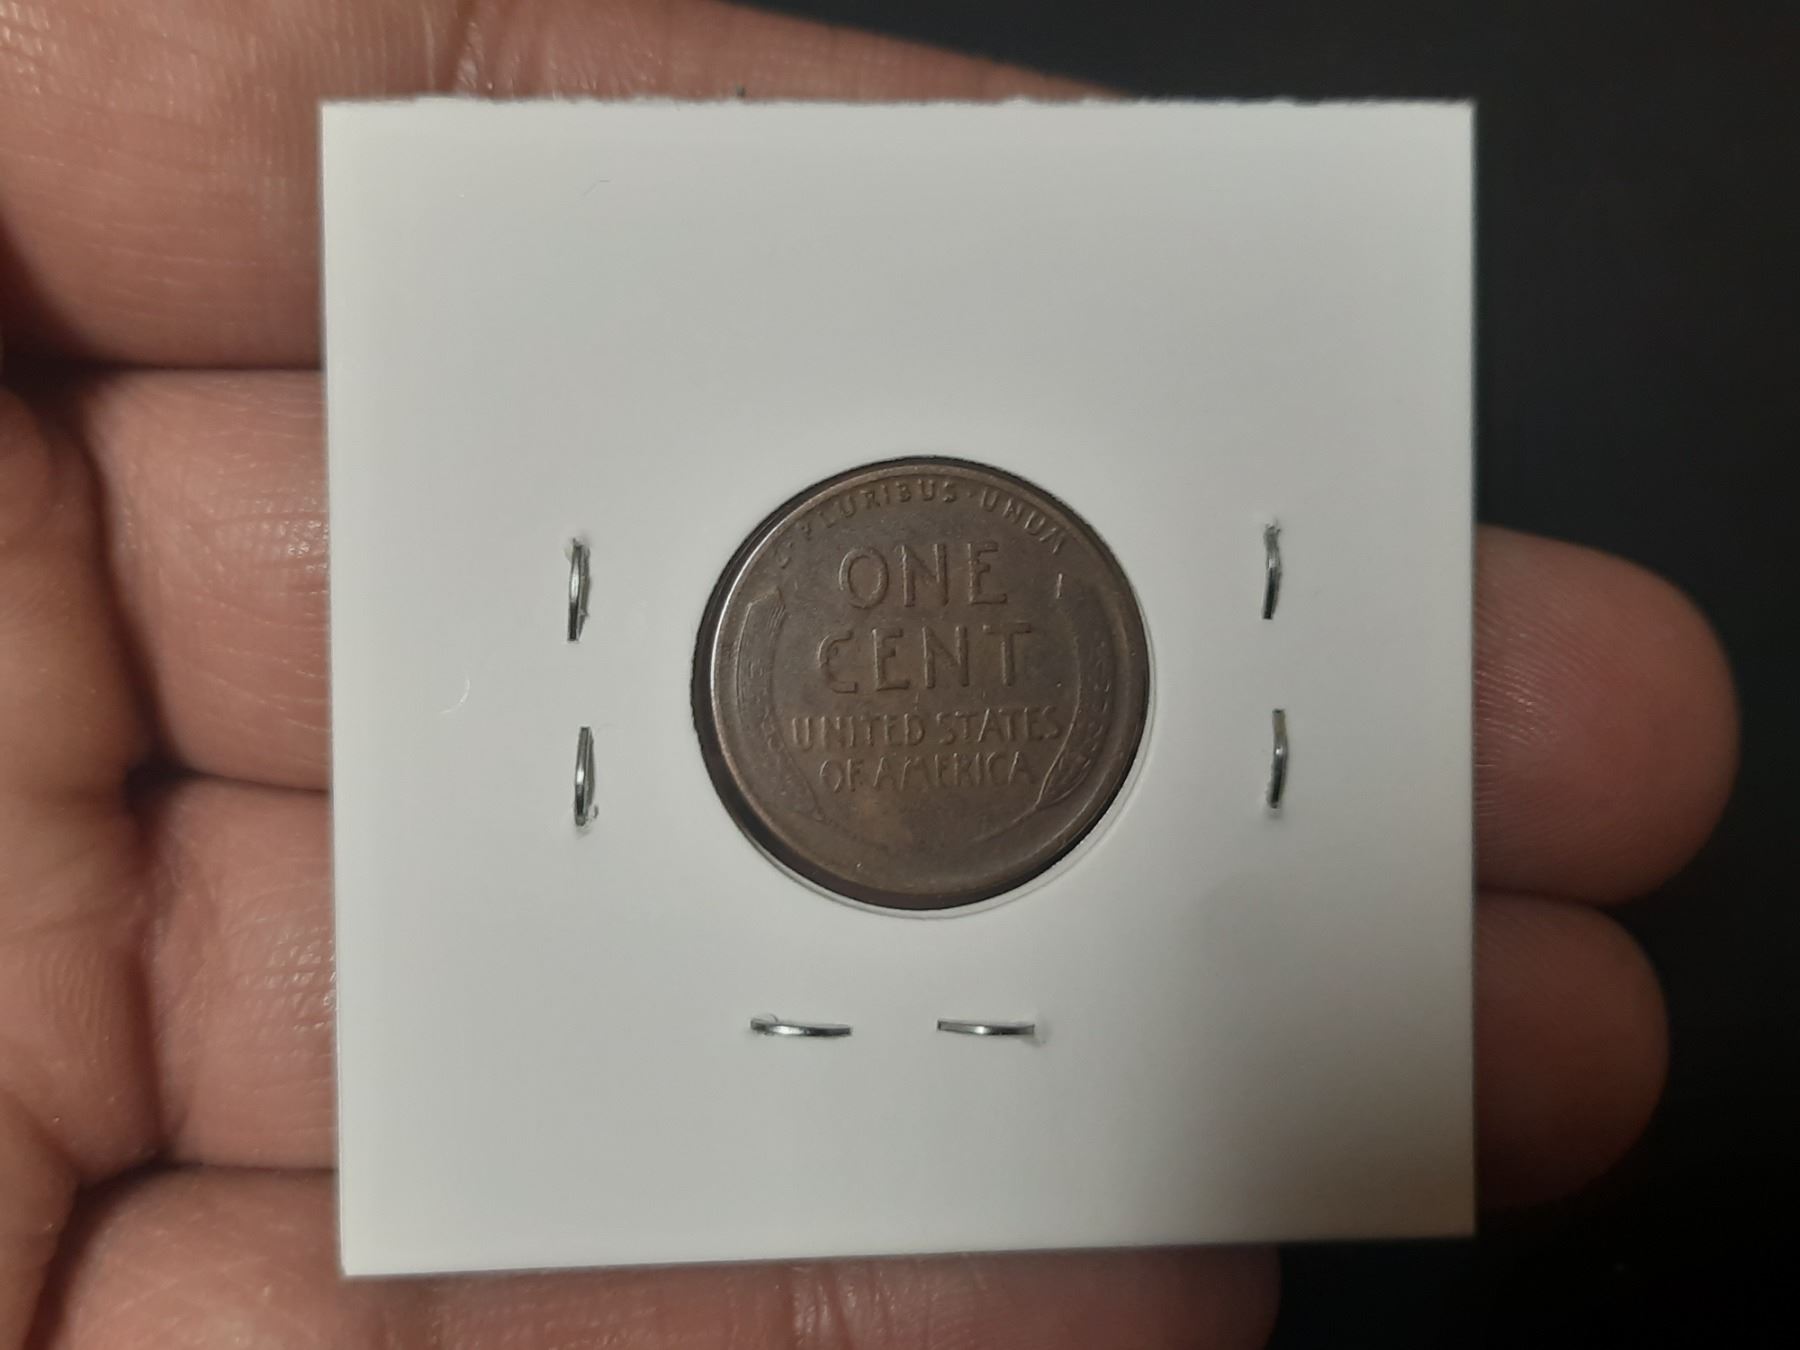 E·PLURIBUS·UNUM
ONE
CENT
UNITED STATES
OF AMERICA